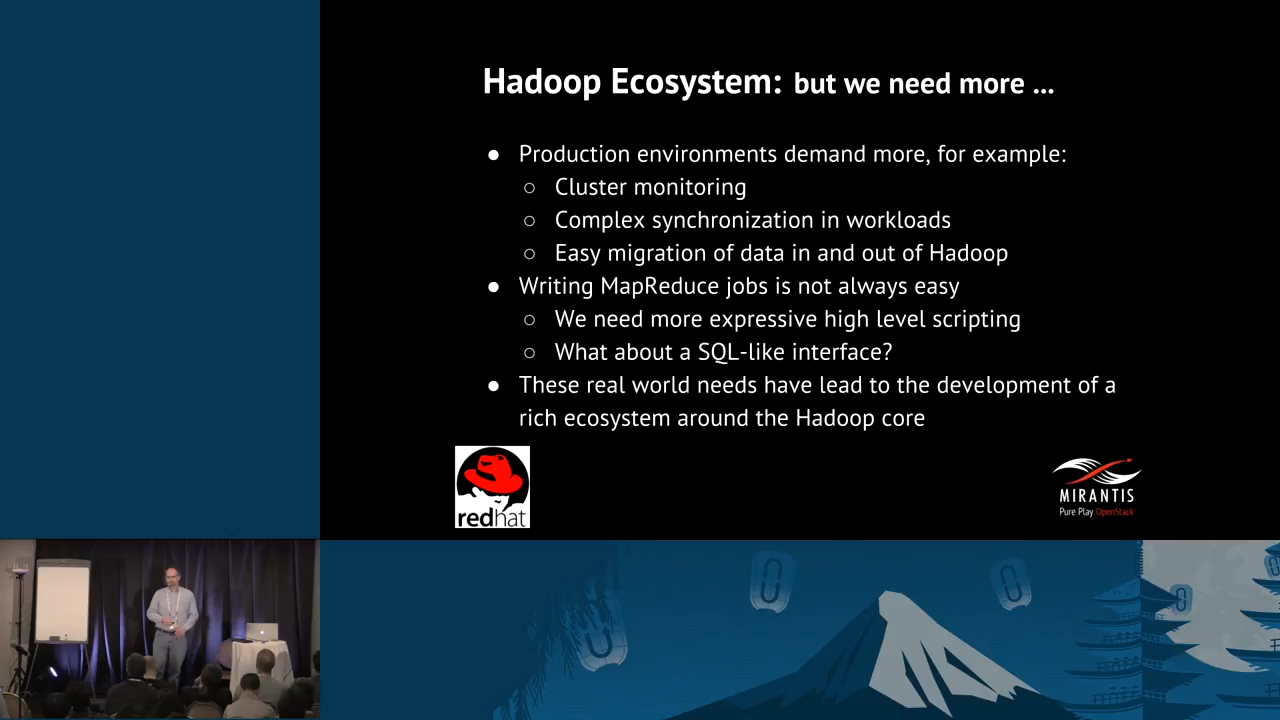 Hadoop Ecosystem: but we need more ...
● Production environments demand more, for example:
○ Cluster monitoring
○ Complex synchronization in workloads
○ Easy migration of data in and out of Hadoop
● Writing MapReduce jobs is not always easy
○ We need more expressive high level scripting
○ What about a SQL-like interface?
● These real world needs have lead to the development of a
rich ecosystem around the Hadoop core
redhat
MIRANTIS
Pure Play OpenStack